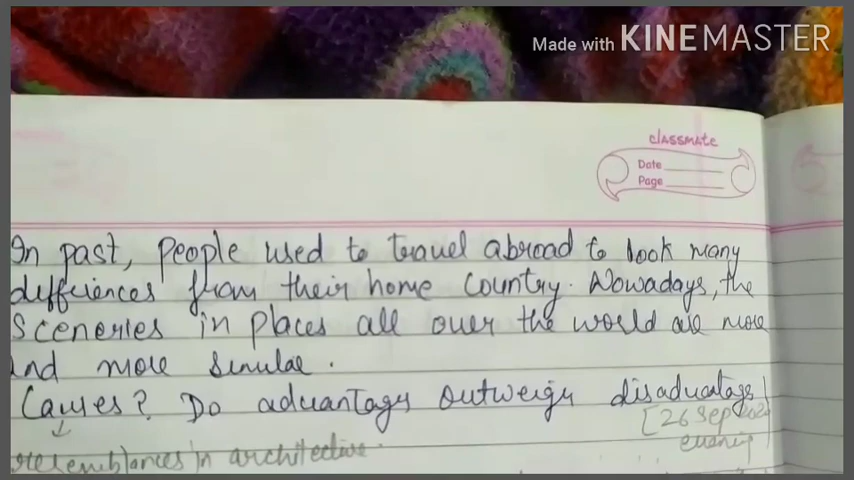 Made with KINEMASTER
classmate
Date
Page
In past, people used to travel abroad to look many
differences from their home country. Nowadays, the
Sceneries in places all over the world are more
and more similar.
Causes? Do advantages outweigh disadvantages
[26 Sep
evening
resemblances in architective.